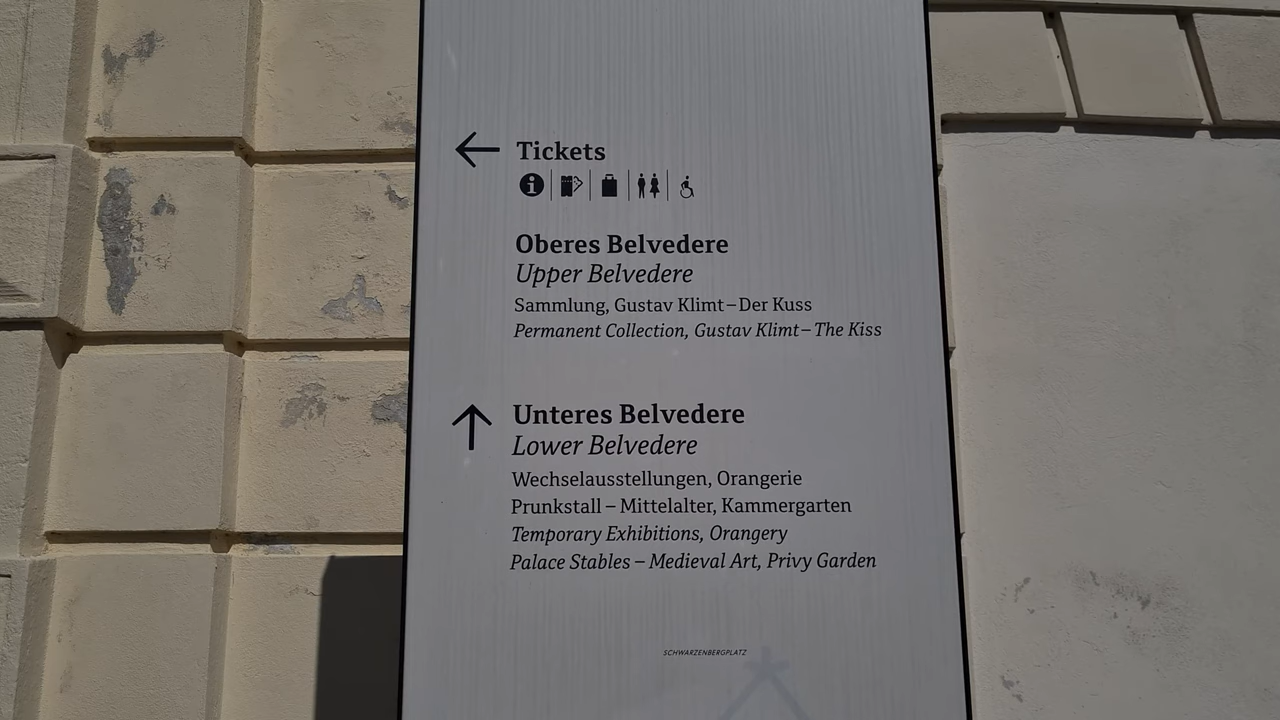 Tickets
Oberes Belvedere
Upper Belvedere
Sammlung, Gustav Klimt – Der Kuss
Permanent Collection, Gustav Klimt – The Kiss
Unteres Belvedere
Lower Belvedere
Wechselausstellungen, Orangerie
Prunkstall – Mittelalter, Kammergarten
Temporary Exhibitions, Orangery
Palace Stables – Medieval Art, Privy Garden
SCHWARZENBERGPLATZ